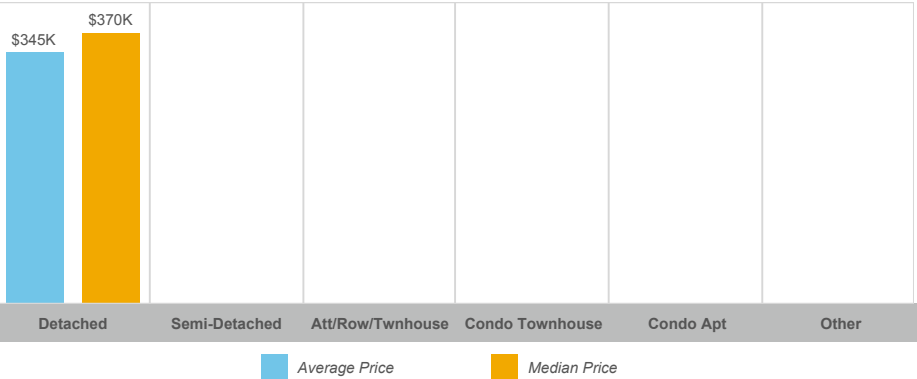 $370K
$345K
Detached Semi-Detached Att/Row/Twnhouse Condo Townhouse Condo Apt Other
Average Price Median Price